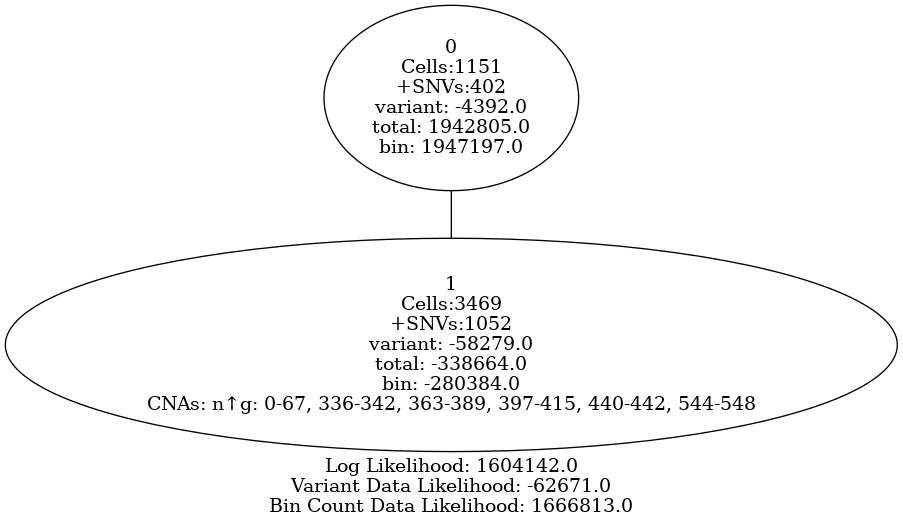 0
Cells:1151
+SNVs:402
variant: -4392.0
total: 1942805.0
bin: 1947197.0
1
Cells:3469
+SNVs:1052
variant: -58279.0
total: -338664.0
bin: -280384.0
CNAs: n↑g: 0-67, 336-342, 363-389, 397-415, 440-442, 544-548
Log Likelihood: 1604142.0
Variant Data Likelihood: -62671.0
Bin Count Data Likelihood: 1666813.0